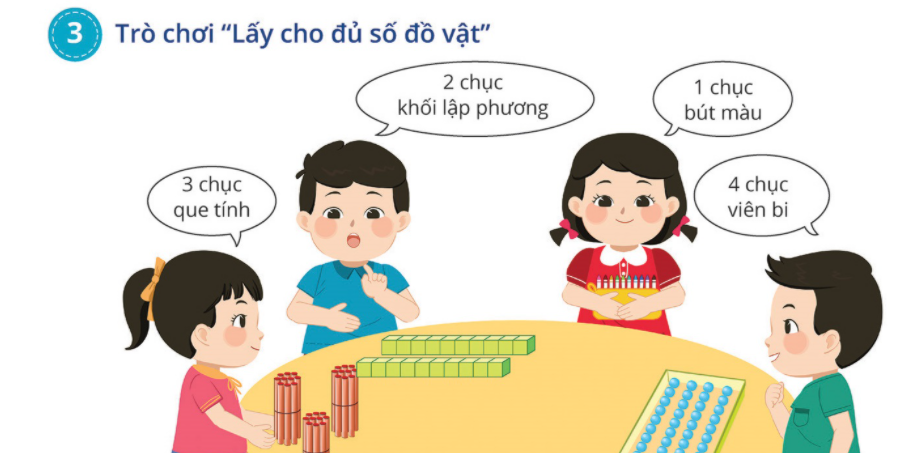 3 Trò chơi “Lấy cho đủ số đồ vật”
2 chục
khối lập phương
1 chục
bút màu
3 chục
que tính
4 chục
viên bi